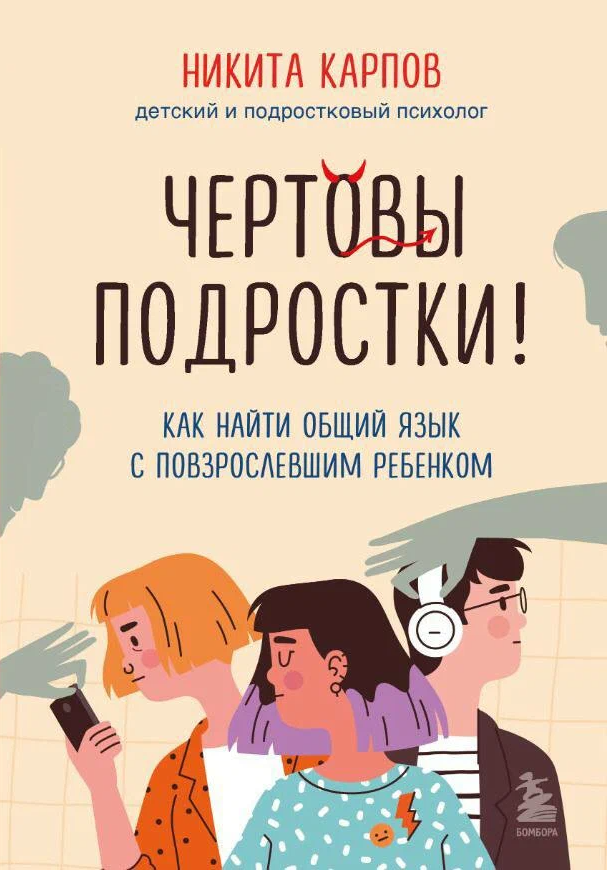 НИКИТА КАРПОВ
детский и подростковый психолог
ЧЕРТОВЫ
ПОДРОСТКИ!
КАК НАЙТИ ОБЩИЙ ЯЗЫК
С ПОВЗРОСЛЕВШИМ РЕБЕНКОМ
БОМБОРА